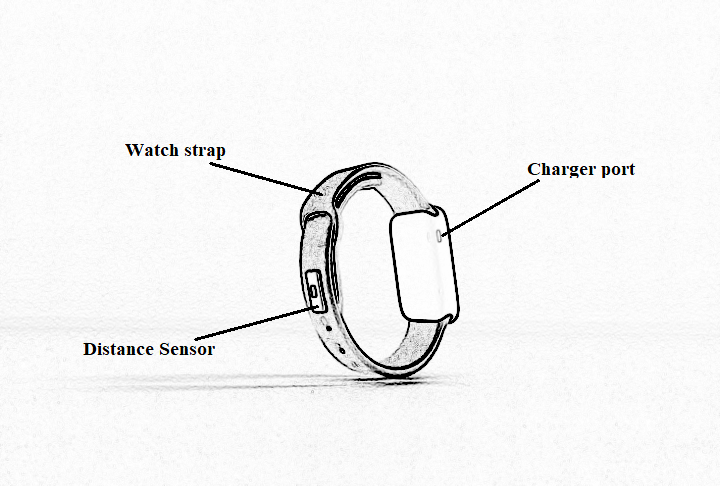 Watch strap
Charger port
Distance Sensor